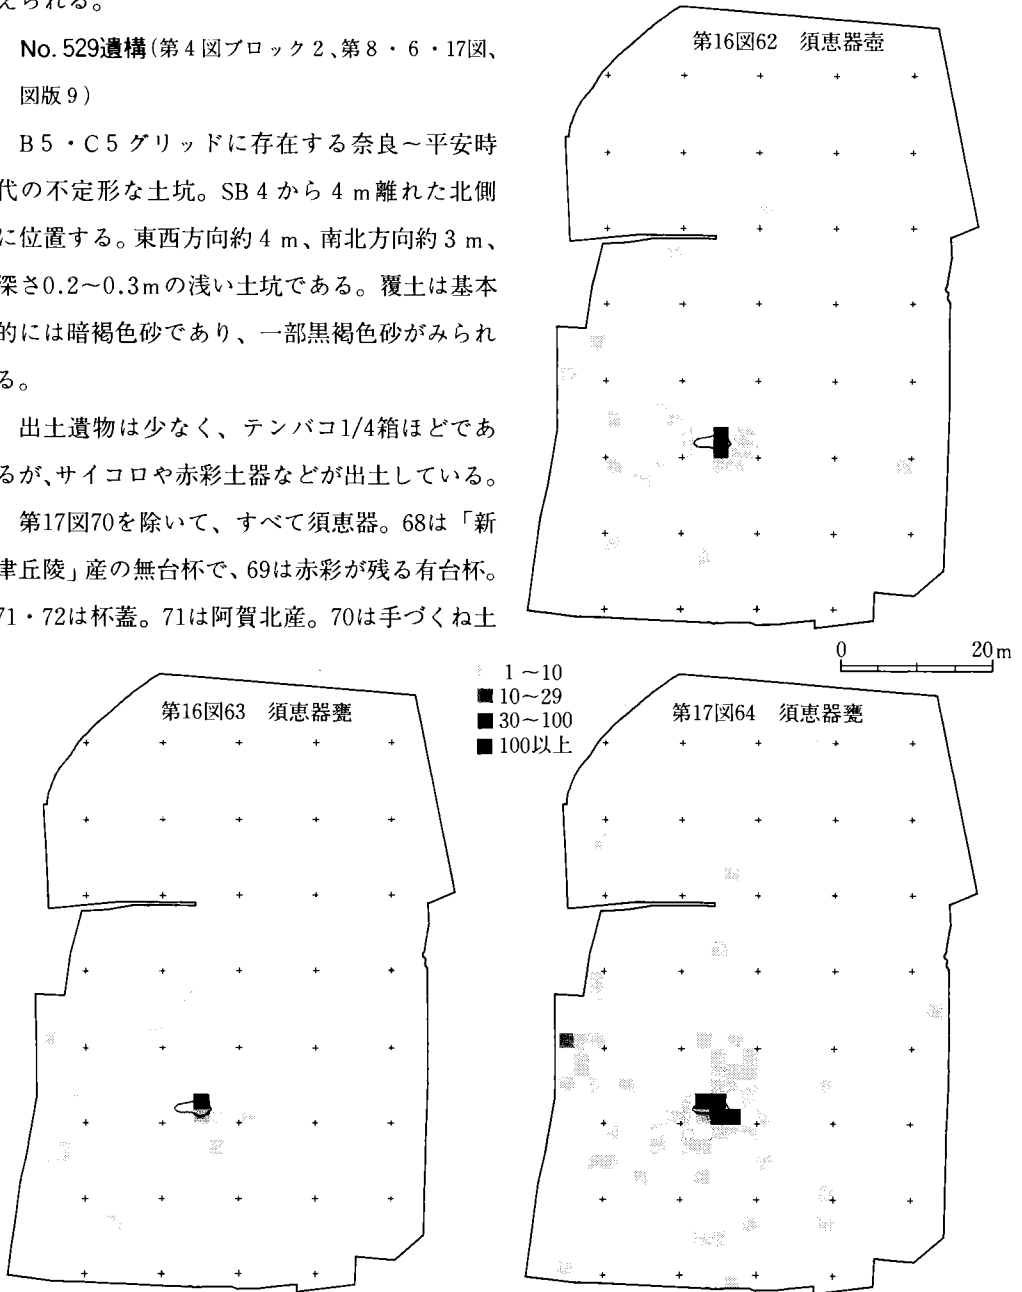 えられる。
No. 529遺構(第4図ブロック2、第8・6・17図、
図版9)
B5・C5グリッドに存在する奈良～平安時
代の不定形な土坑。SB4から4m離れた北側
に位置する。東西方向約4m、南北方向約3m、
深さ0.2～0.3mの浅い土坑である。覆土は基本
的には暗褐色砂であり、一部黒褐色砂がみられ
る。
出土遺物は少なく、テンバコ1/4箱ほどであ
るが、サイコロや赤彩土器などが出土している。
第17図70を除いて、すべて須恵器。68は「新
津丘陵」産の無台杯で、69は赤彩が残る有台杯。
71・72は杯蓋。71は阿賀北産。70は手づくね土
第16図62 須恵器壺
0 20m
1～10
10～29
30～100
100以上
第16図63 須恵器甕
第17図64 須恵器甕